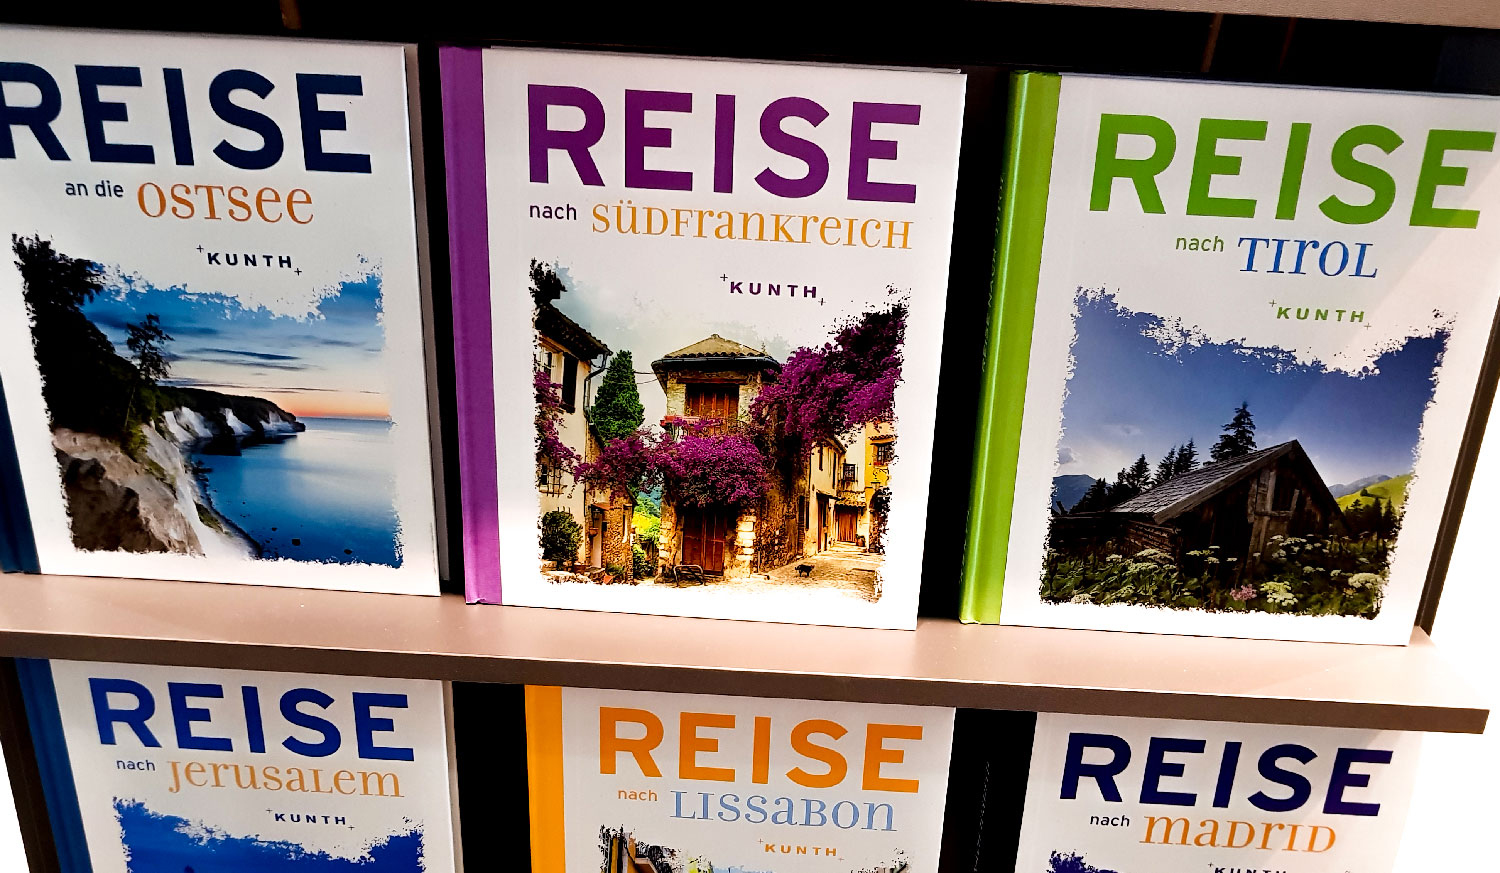 REISE
an die OSTSEE
KUNTH
REISE
nach SÜDFRANKREICH
KUNTH
REISE
nach TIROL
KUNTH
REISE
nach JERUSALEM
KUNTH
REISE
nach LISSABON
KUNTH
REISE
nach MADRID
KUNTH